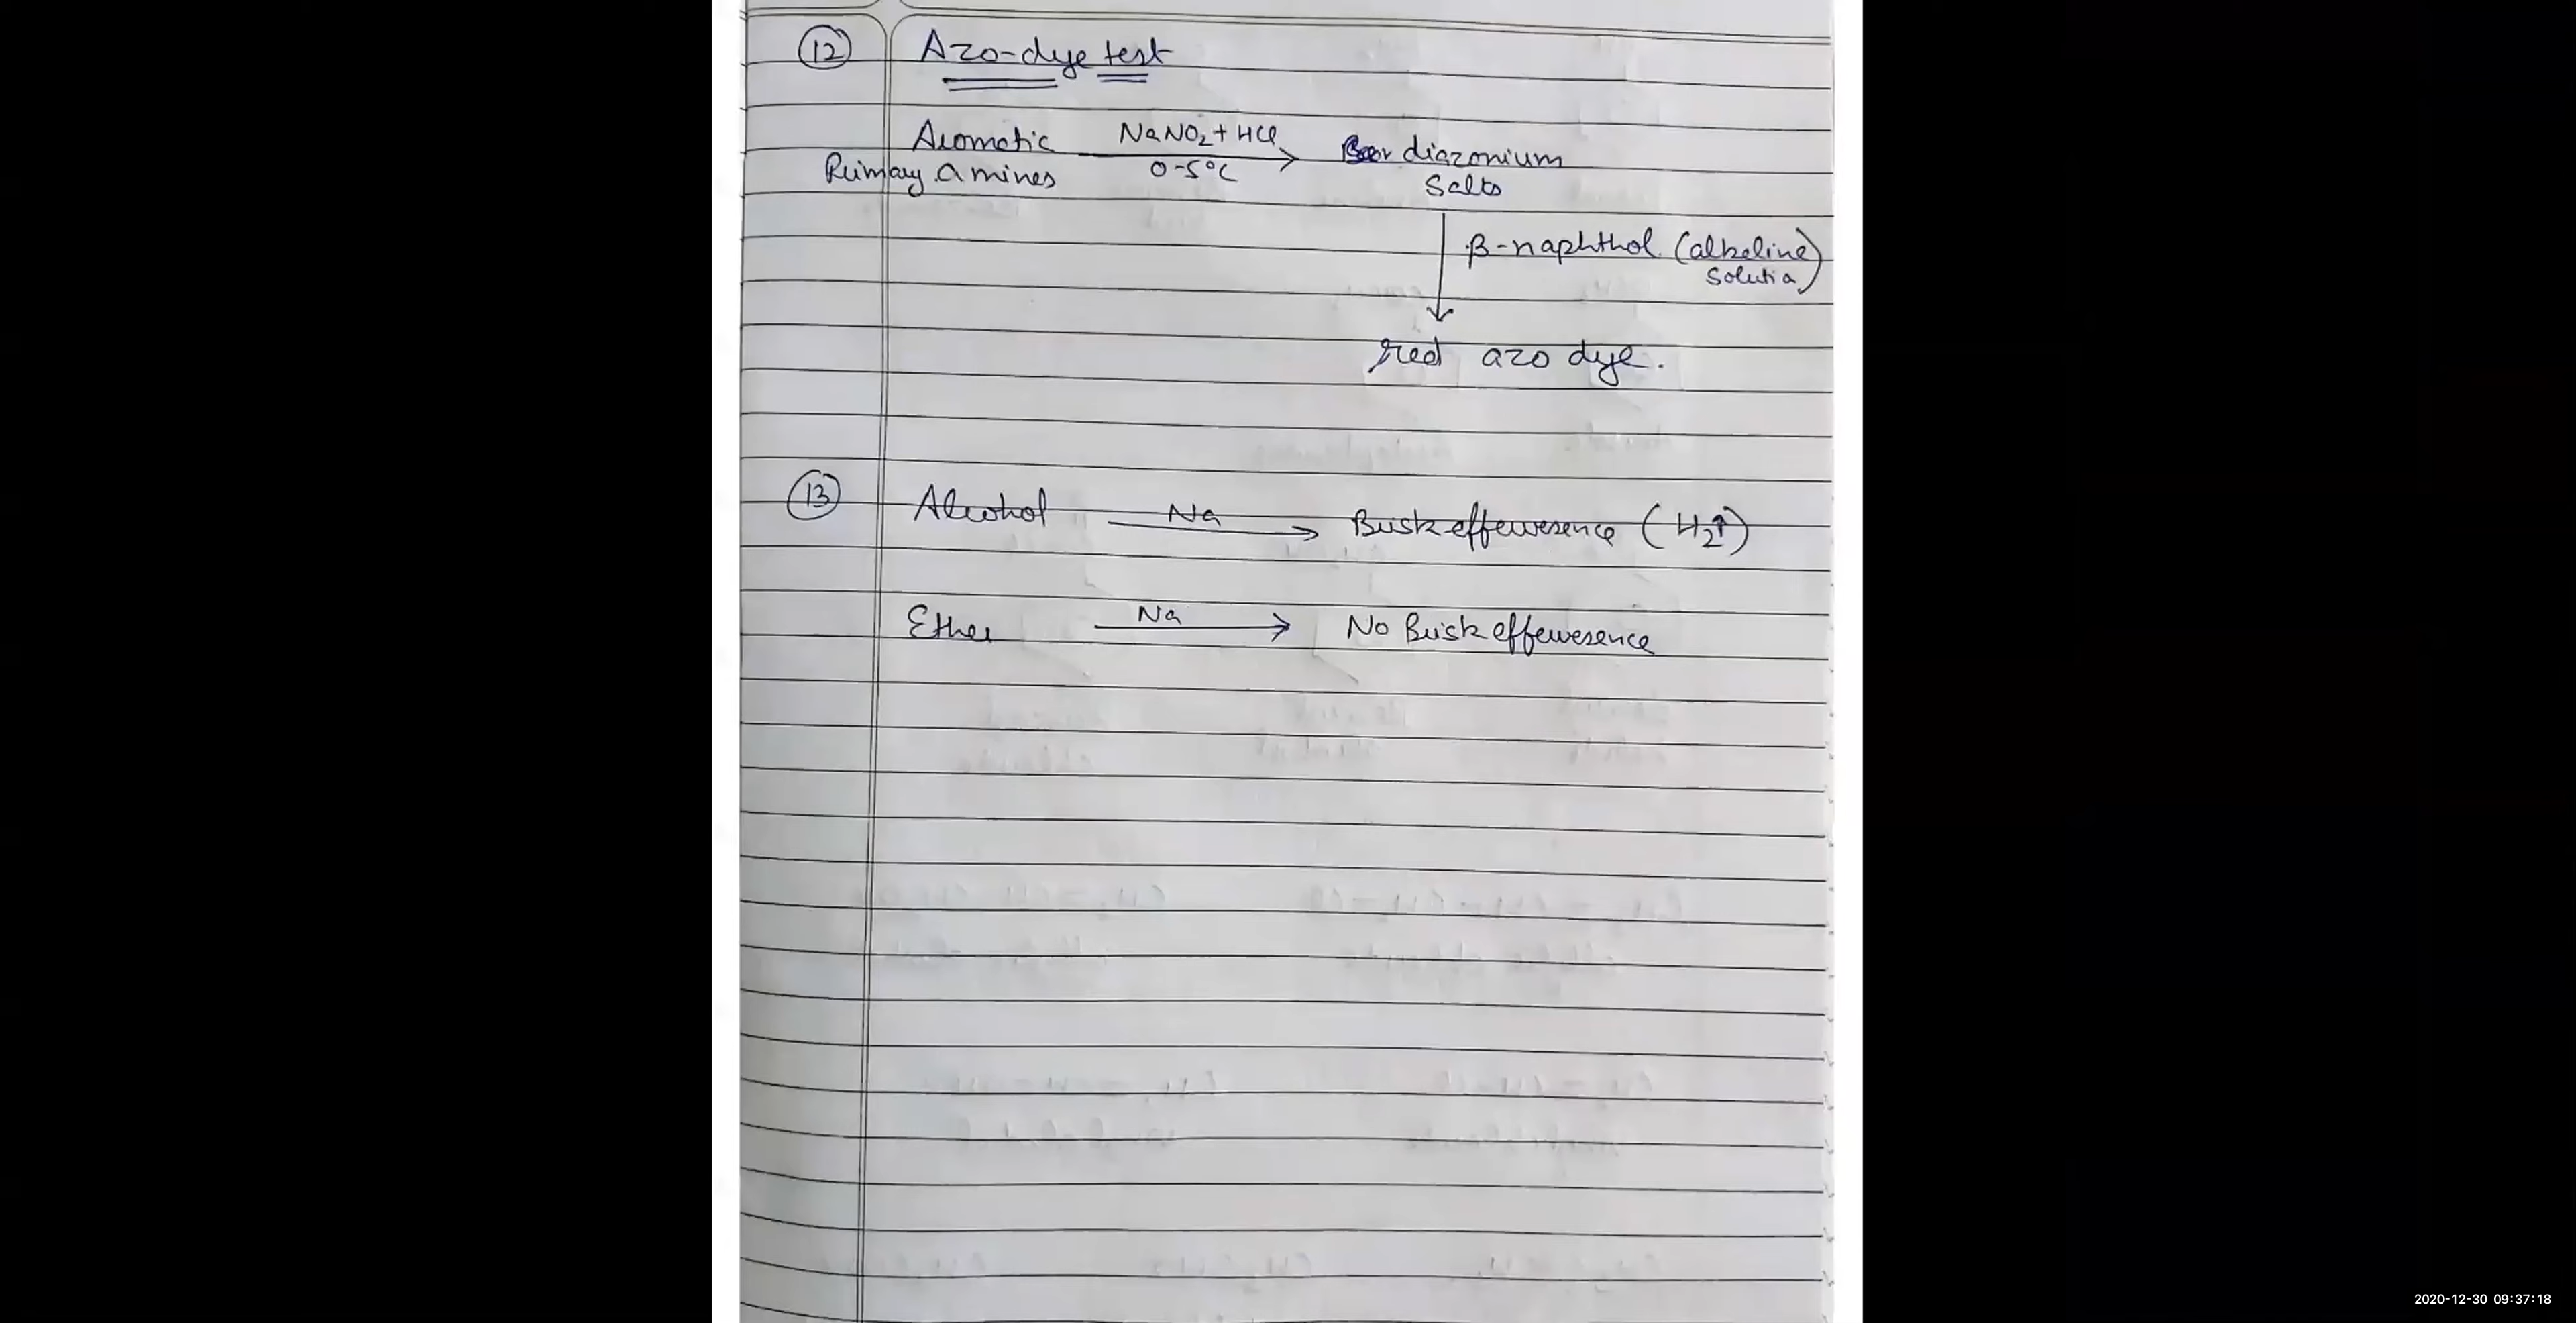 12 Azo-dye test
Aromatic NaNO₂ + HCl diazonium
Primary amines 0-5°C Salts
β-naphthol (alkaline
Solutio)
red azo dye.
13 Alcohol Na Brisk effervesence (H₂↑)
Ether Na No Brisk effervesence
2020-12-30 09:37:18